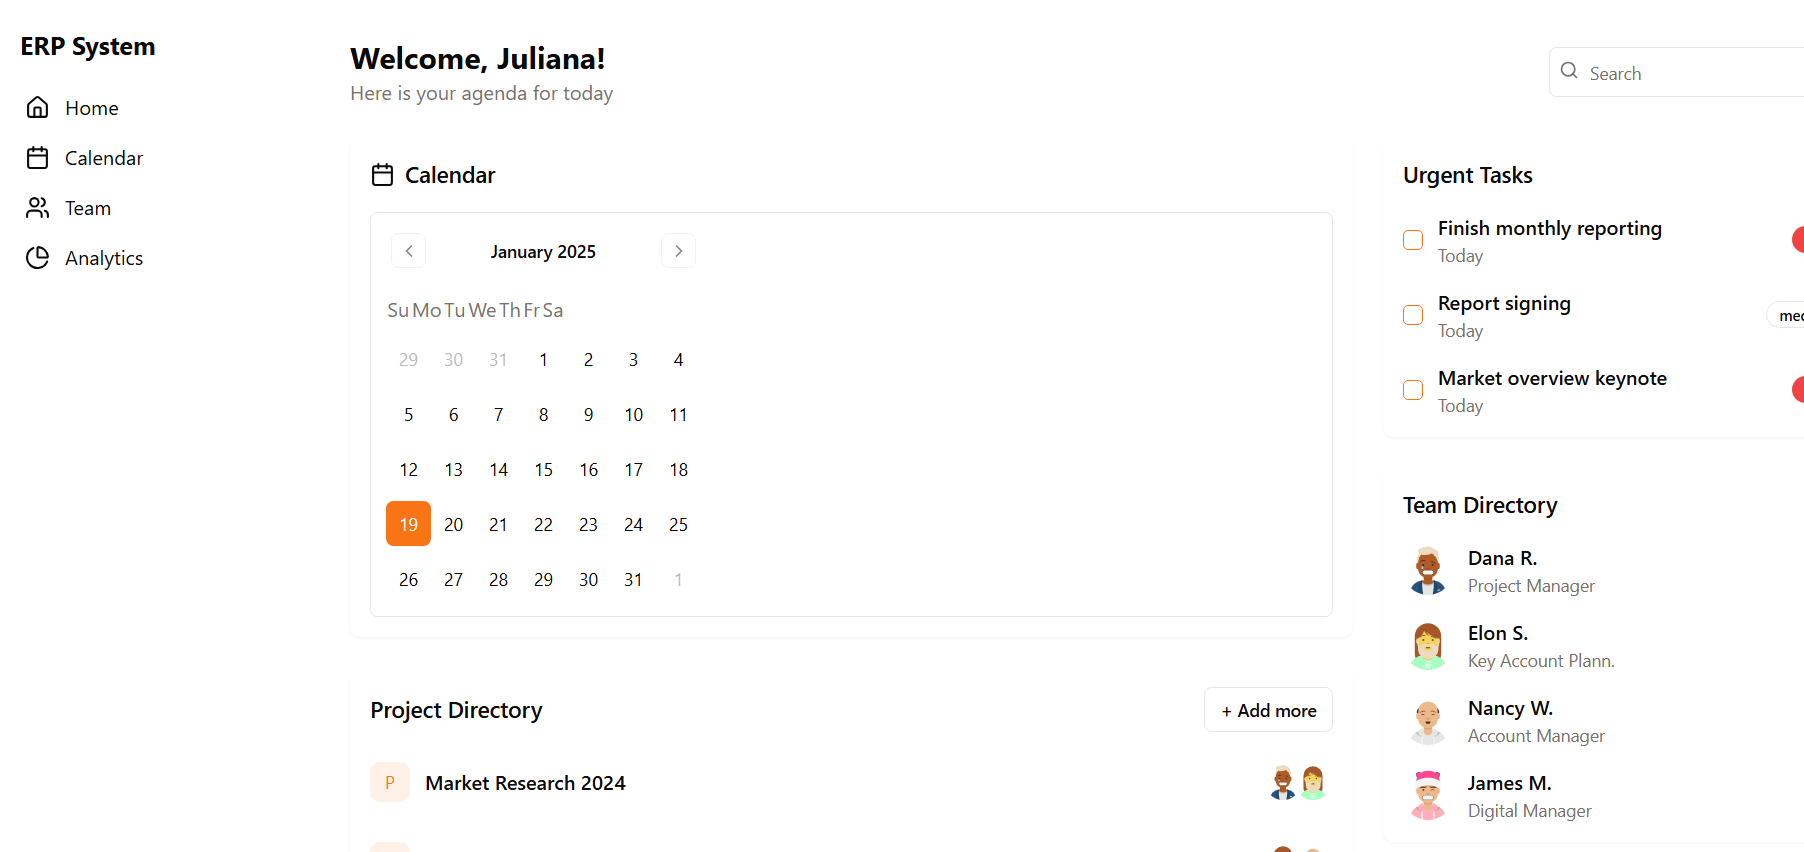 ERP System
Home
Calendar
Team
Analytics
Welcome, Juliana!
Here is your agenda for today
Search
Calendar
January 2025
Su Mo Tu We Th Fr Sa
29 30 31 1 2 3 4
5 6 7 8 9 10 11
12 13 14 15 16 17 18
19 20 21 22 23 24 25
26 27 28 29 30 31 1
Project Directory
+ Add more
P Market Research 2024
Urgent Tasks
Finish monthly reporting
Today
Report signing
Today
Market overview keynote
Today
Team Directory
Dana R.
Project Manager
Elon S.
Key Account Plann.
Nancy W.
Account Manager
James M.
Digital Manager